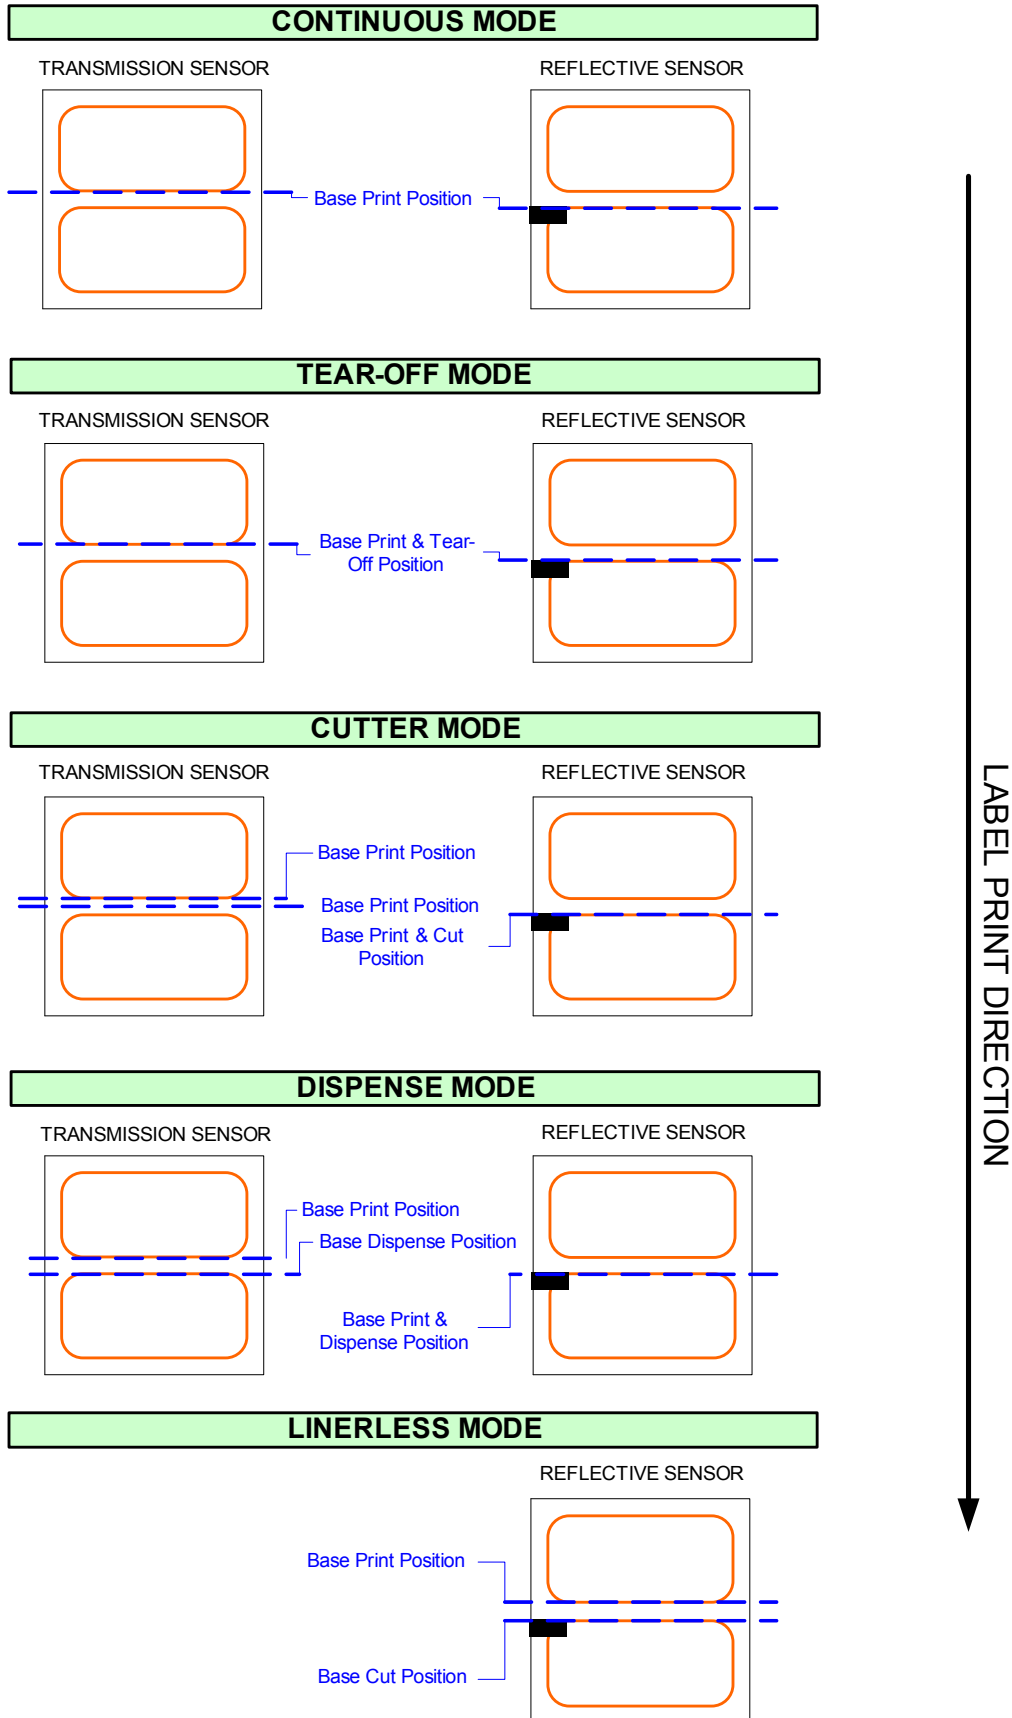 CONTINUOUS MODE
TRANSMISSION SENSOR
REFLECTIVE SENSOR
Base Print Position
TEAR-OFF MODE
TRANSMISSION SENSOR
REFLECTIVE SENSOR
Base Print & Tear-
Off Position
CUTTER MODE
TRANSMISSION SENSOR
REFLECTIVE SENSOR
Base Print Position
Base Print Position
Base Print & Cut
Position
DISPENSE MODE
TRANSMISSION SENSOR
REFLECTIVE SENSOR
Base Print Position
Base Dispense Position
Base Print &
Dispense Position
LINERLESS MODE
REFLECTIVE SENSOR
Base Print Position
Base Cut Position
LABEL PRINT DIRECTION